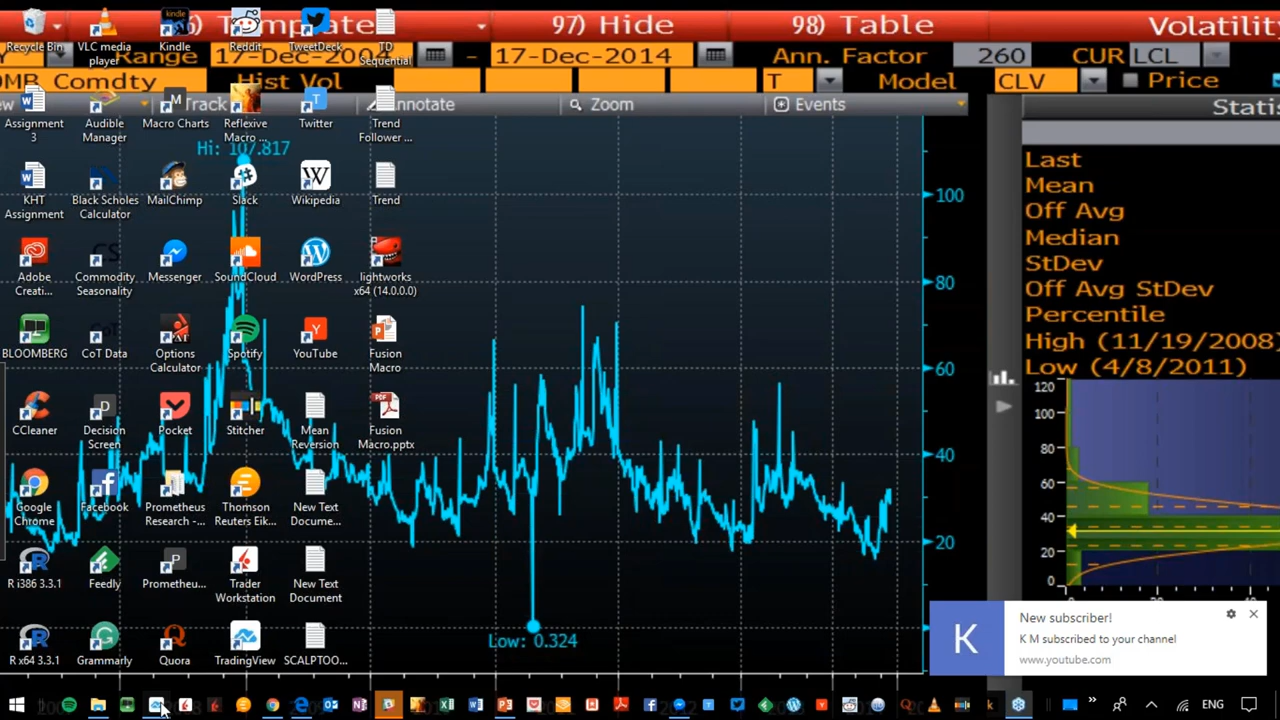 96) Template
97) Hide
98) Table
Volatility
Range
17-Dec-2004
-
17-Dec-2014
Ann. Factor
260
CUR
LCL
0MB Comdty
Hist Vol
T
Model
CLV
Price
Track
Annotate
Zoom
Events
Hi: 107.817
Low: 0.324
100
80
60
40
20
Last
Mean
Off Avg
Median
StDev
Off Avg StDev
Percentile
High (11/19/2008)
Low (4/8/2011)
120
100
80
60
40
20
0
Recycle Bin
VLC media player
Kindle
Reddit
TweetDeck
TD Sequential
Assignment 3
Audible Manager
Macro Charts
Reflexive Macro ...
Twitter
Trend Follower ...
KHT Assignment
Black Scholes Calculator
MailChimp
Slack
Wikipedia
Trend
Adobe Creati...
Commodity Seasonality
Messenger
SoundCloud
WordPress
lightworks x64 (14.0.0.0)
BLOOMBERG
CoT Data
Options Calculator
Spotify
YouTube
Fusion Macro
CCleaner
Decision Screen
Pocket
Stitcher
Mean Reversion
Fusion Macro.pptx
Google Chrome
Facebook
Prometheus Research -...
Thomson Reuters Eik...
New Text Docume...
R i386 3.3.1
Feedly
Prometheu...
Trader Workstation
New Text Document
R x64 3.3.1
Grammarly
Quora
TradingView
SCALPTOO...
K
New subscriber!
K M subscribed to your channel
www.youtube.com
ENG